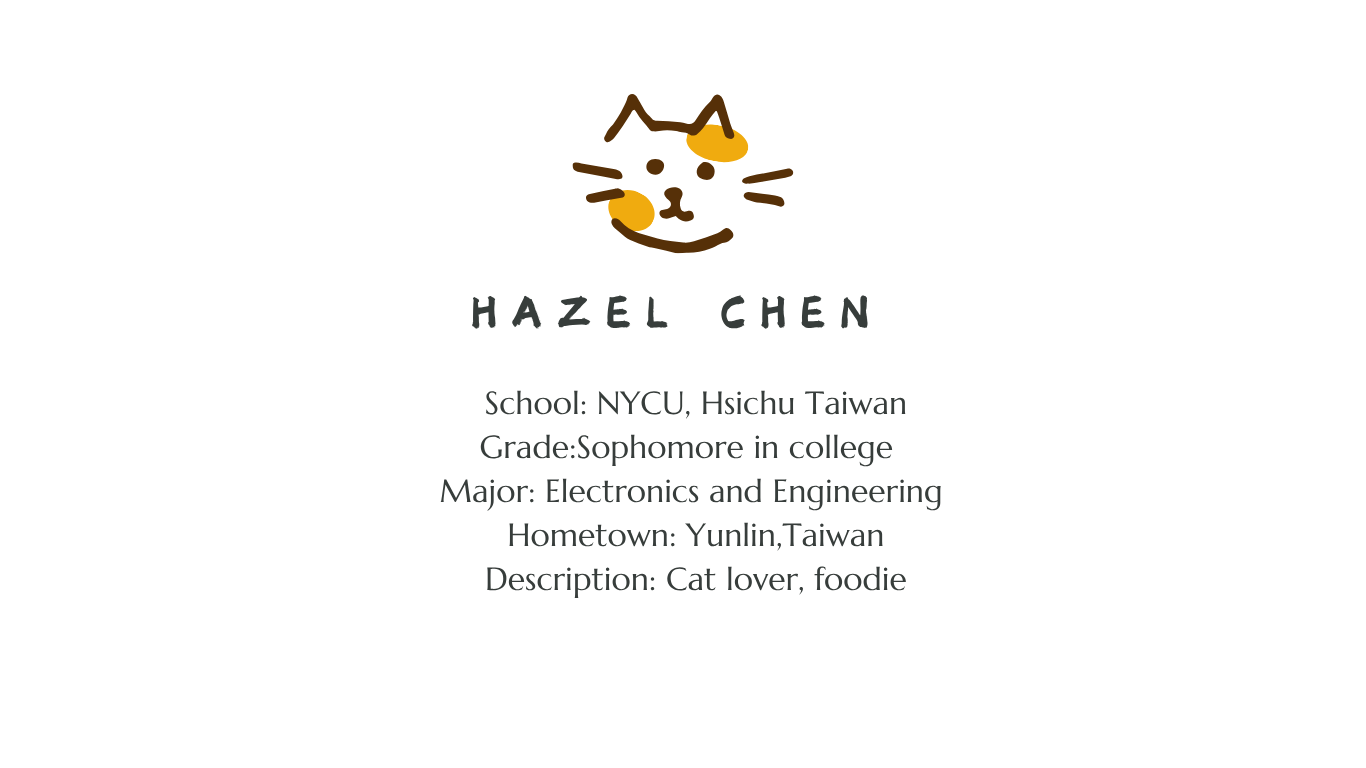 HAZEL CHEN
School: NYCU, Hsichu Taiwan
Grade:Sophomore in college
Major: Electronics and Engineering
Hometown: Yunlin,Taiwan
Description: Cat lover, foodie